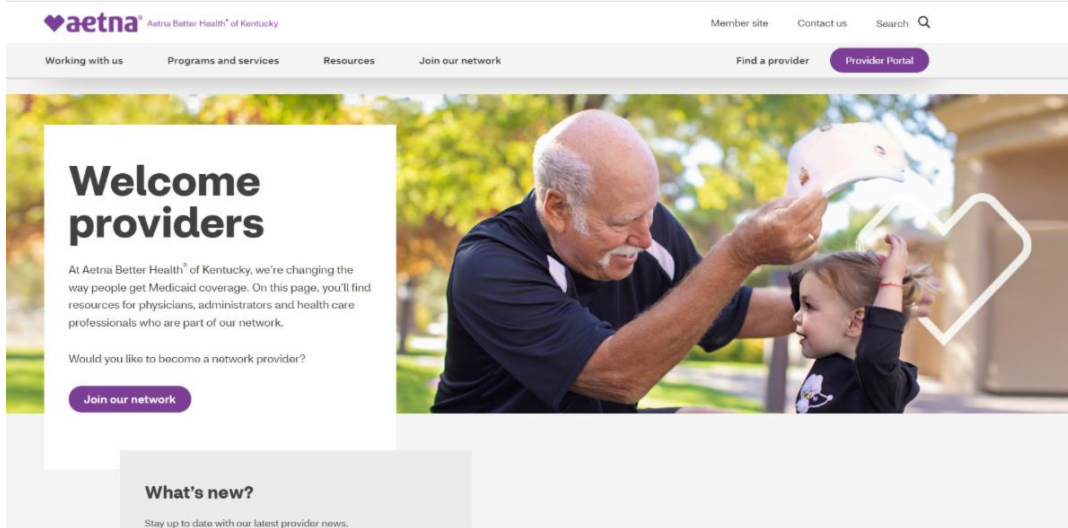 aetna® Aetna Better Health® of Kentucky
Member site Contact us Search
Working with us Programs and services Resources Join our network Find a provider Provider Portal
Welcome
providers
At Aetna Better Health® of Kentucky, we're changing the
way people get Medicaid coverage. On this page, you'll find
resources for physicians, administrators and health care
professionals who are part of our network.
Would you like to become a network provider?
Join our network
What's new?
Stay up to date with our latest provider news.